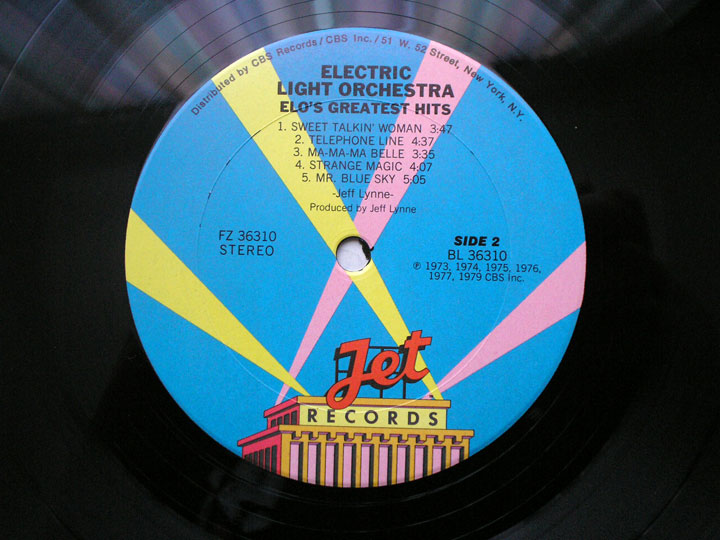 Distributed by CBS Records/CBS Inc./51 W. 52 Street, New York, N.Y.
ELECTRIC
LIGHT ORCHESTRA
ELO'S GREATEST HITS
1. SWEET TALKIN' WOMAN 3:47
2. TELEPHONE LINE 4:37
3. MA-MA-MA BELLE 3:35
4. STRANGE MAGIC 4:07
5. MR. BLUE SKY 5:05
-Jeff Lynne-
Produced by Jeff Lynne
FZ 36310
STEREO
SIDE 2
BL 36310
℗ 1973, 1974, 1975, 1976,
1977, 1979 CBS Inc.
Jet
RECORDS